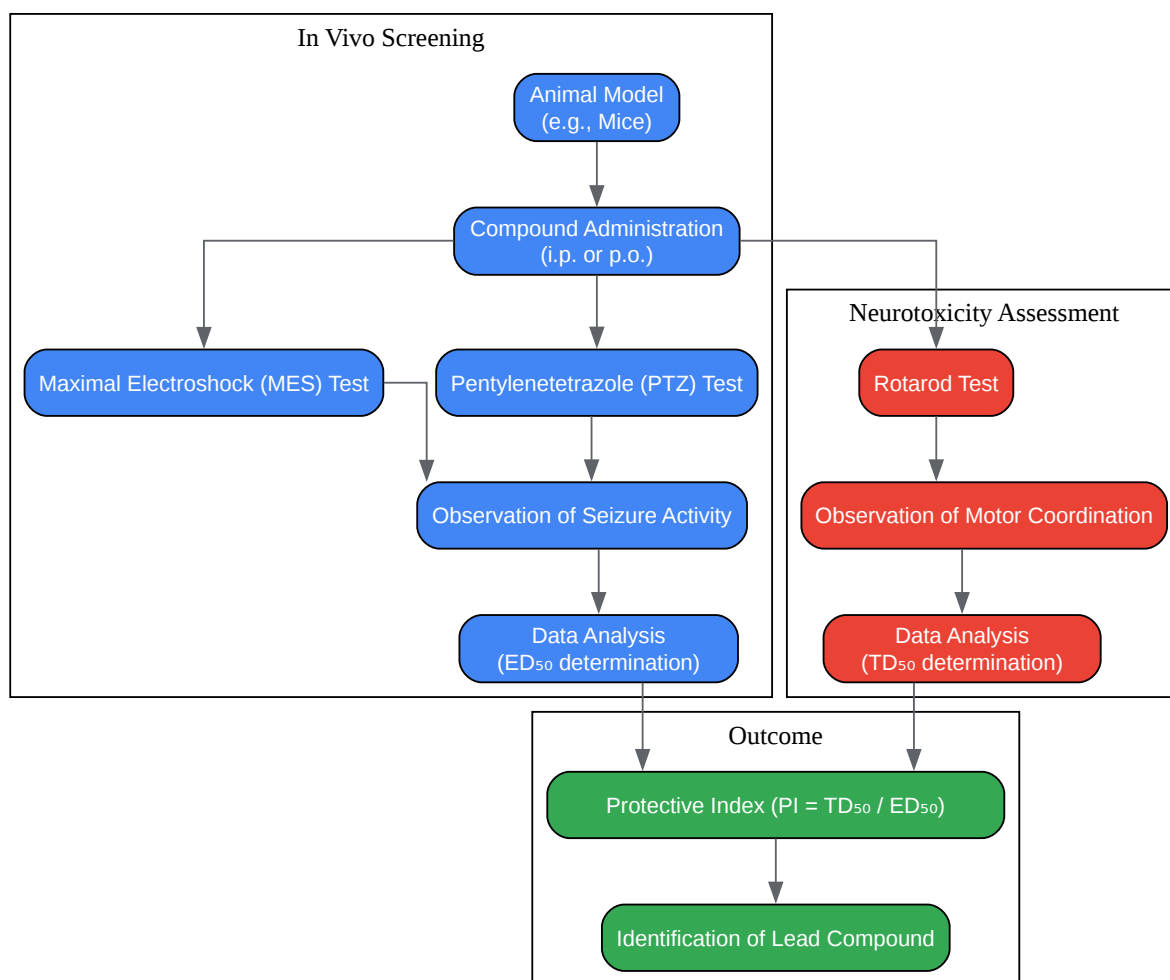 In Vivo Screening
Animal Model
(e.g., Mice)
Compound Administration
(i.p. or p.o.)
Neurotoxicity Assessment
Maximal Electroshock (MES) Test
Pentylenetetrazole (PTZ) Test
Rotarod Test
Observation of Seizure Activity
Observation of Motor Coordination
Data Analysis
(ED₅₀ determination)
Data Analysis
(TD₅₀ determination)
Outcome
Protective Index (PI = TD₅₀ / ED₅₀)
Identification of Lead Compound